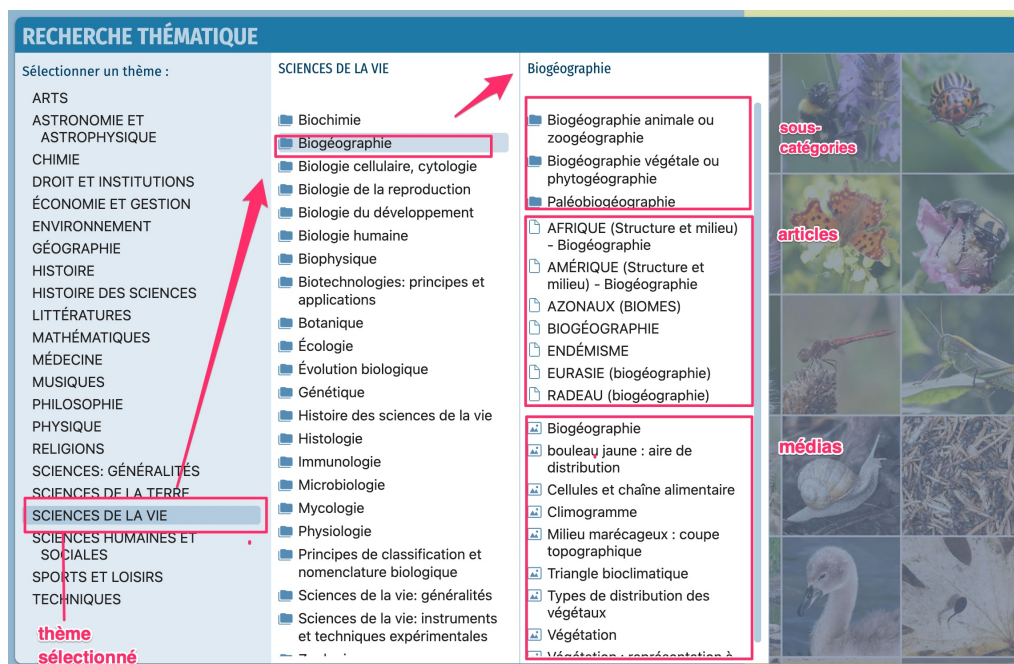 RECHERCHE THÉMATIQUE
Sélectionner un thème :
ARTS
ASTRONOMIE ET
ASTROPHYSIQUE
CHIMIE
DROIT ET INSTITUTIONS
ÉCONOMIE ET GESTION
ENVIRONNEMENT
GÉOGRAPHIE
HISTOIRE
HISTOIRE DES SCIENCES
LITTÉRATURES
MATHÉMATIQUES
MÉDECINE
MUSIQUES
PHILOSOPHIE
PHYSIQUE
RELIGIONS
SCIENCES: GÉNÉRALITÉS
SCIENCES DE LA TERRE
SCIENCES DE LA VIE
SCIENCES HUMAINES ET
SOCIALES
SPORTS ET LOISIRS
TECHNIQUES
thème
sélectionné
SCIENCES DE LA VIE
Biochimie
Biogéographie
Biologie cellulaire, cytologie
Biologie de la reproduction
Biologie du développement
Biologie humaine
Biophysique
Biotechnologies: principes et
applications
Botanique
Écologie
Évolution biologique
Génétique
Histoire des sciences de la vie
Histologie
Immunologie
Microbiologie
Mycologie
Physiologie
Principes de classification et
nomenclature biologique
Sciences de la vie: généralités
Sciences de la vie: instruments
et techniques expérimentales
Biogéographie
Biogéographie animale ou
zoogéographie
Biogéographie végétale ou
phytogéographie
Paléobiogéographie
AFRIQUE (Structure et milieu)
- Biogéographie
AMÉRIQUE (Structure et
milieu) - Biogéographie
AZONAUX (BIOMES)
BIOGÉOGRAPHIE
ENDÉMISME
EURASIE (biogéographie)
RADEAU (biogéographie)
Biogéographie
bouleau jaune : aire de
distribution
Cellules et chaîne alimentaire
Climogramme
Milieu marécageux : coupe
topographique
Triangle bioclimatique
Types de distribution des
végétaux
Végétation
Végétation : représentation à
sous-
catégories
articles
médias